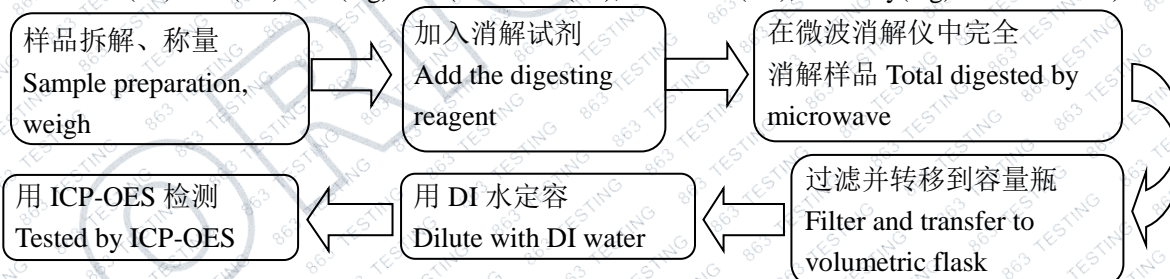 样品拆解、称量
Sample preparation,
weigh
加入消解试剂
Add the digesting
reagent
在微波消解仪中完全
消解样品 Total digested by
microwave
过滤并转移到容量瓶
Filter and transfer to
volumetric flask
用 DI 水定容
Dilute with DI water
用 ICP-OES 检测
Tested by ICP-OES
863 TESTING